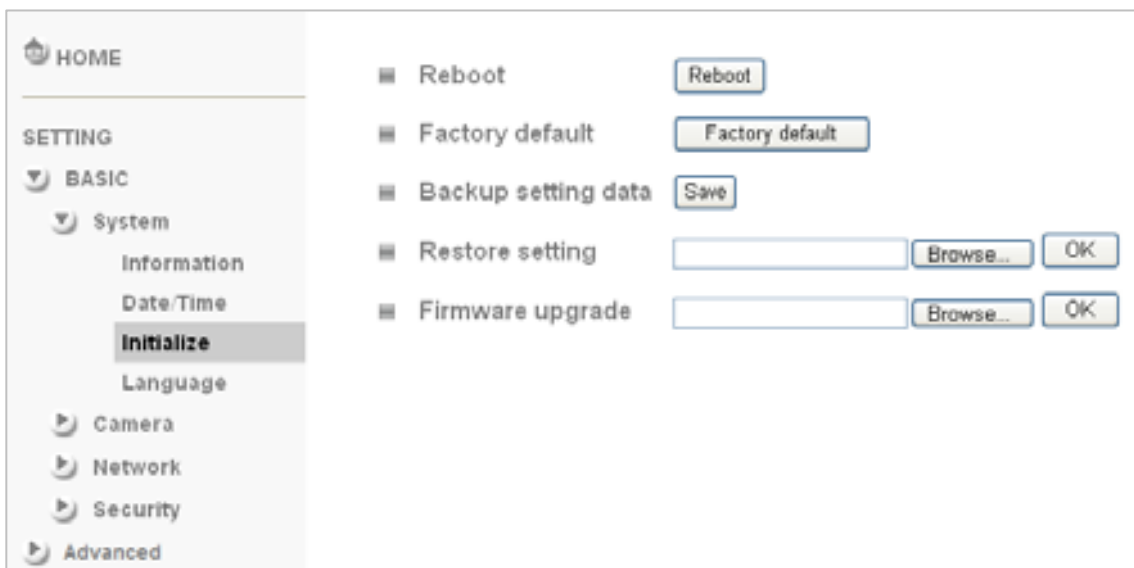 HOME
SETTING
BASIC
System
Information
Date/Time
Initialize
Language
Camera
Network
Security
Advanced
Reboot Reboot
Factory default Factory default
Backup setting data Save
Restore setting Browse... OK
Firmware upgrade Browse... OK